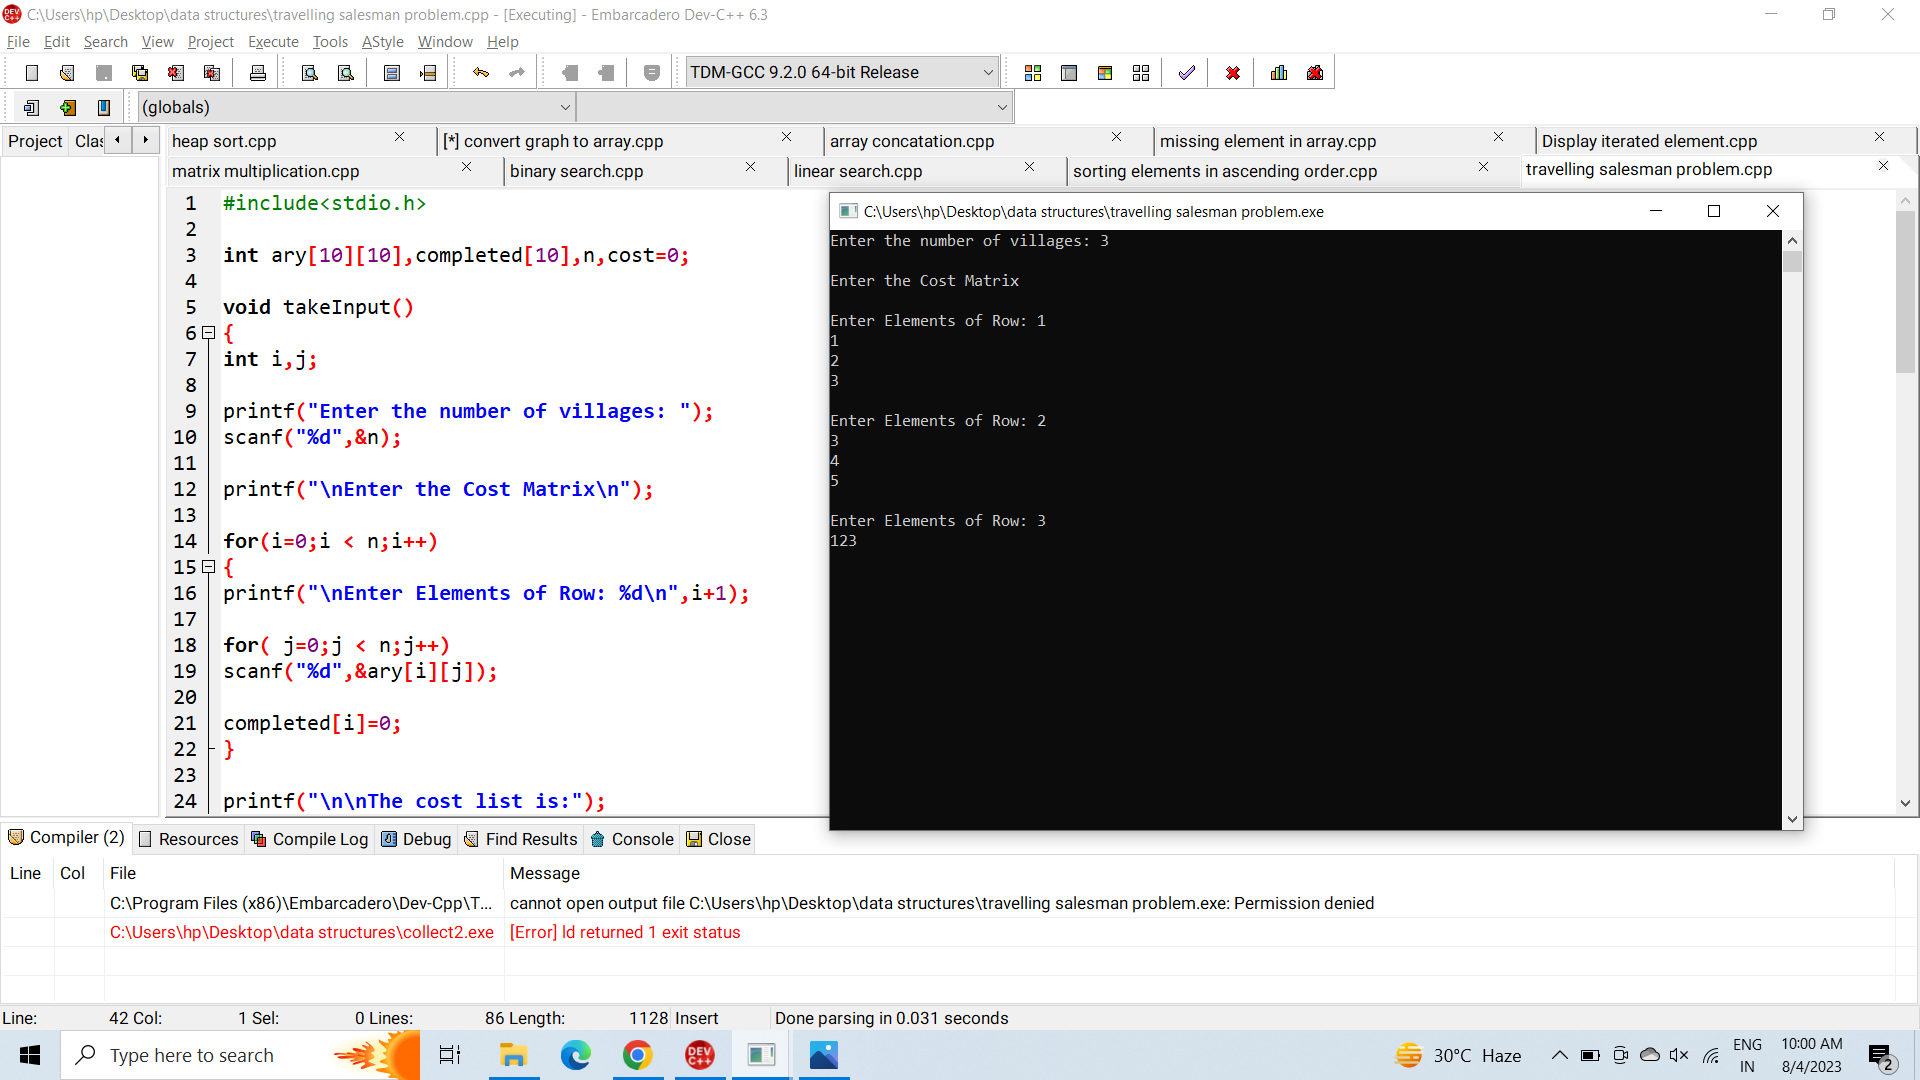 C:\Users\hp\Desktop\data structures\travelling salesman problem.cpp - [Executing] - Embarcadero Dev-C++ 6.3
File Edit Search View Project Execute Tools AStyle Window Help
TDM-GCC 9.2.0 64-bit Release
(globals)
Project Clas
heap sort.cpp [*] convert graph to array.cpp array concatation.cpp missing element in array.cpp Display iterated element.cpp
matrix multiplication.cpp binary search.cpp linear search.cpp sorting elements in ascending order.cpp travelling salesman problem.cpp
1 #include<stdio.h>
2
3 int ary[10][10],completed[10],n,cost=0;
4
5 void takeInput()
6 {
7 int i,j;
8
9 printf("Enter the number of villages: ");
10 scanf("%d",&n);
11
12 printf("\nEnter the Cost Matrix\n");
13
14 for(i=0;i < n;i++)
15 {
16 printf("\nEnter Elements of Row: %d\n",i+1);
17
18 for( j=0;j < n;j++)
19 scanf("%d",&ary[i][j]);
20
21 completed[i]=0;
22 }
23
24 printf("\n\nThe cost list is:");
C:\Users\hp\Desktop\data structures\travelling salesman problem.exe
Enter the number of villages: 3
Enter the Cost Matrix
Enter Elements of Row: 1
1
2
3
Enter Elements of Row: 2
3
4
5
Enter Elements of Row: 3
123
Compiler (2) Resources Compile Log Debug Find Results Console Close
Line Col File Message
C:\Program Files (x86)\Embarcadero\Dev-Cpp\T... cannot open output file C:\Users\hp\Desktop\data structures\travelling salesman problem.exe: Permission denied
C:\Users\hp\Desktop\data structures\collect2.exe [Error] ld returned 1 exit status
Line: 42 Col: 1 Sel: 0 Lines: 86 Length: 1128 Insert Done parsing in 0.031 seconds
Type here to search
DEV C++
30°C Haze
ENG
IN
10:00 AM
8/4/2023
2